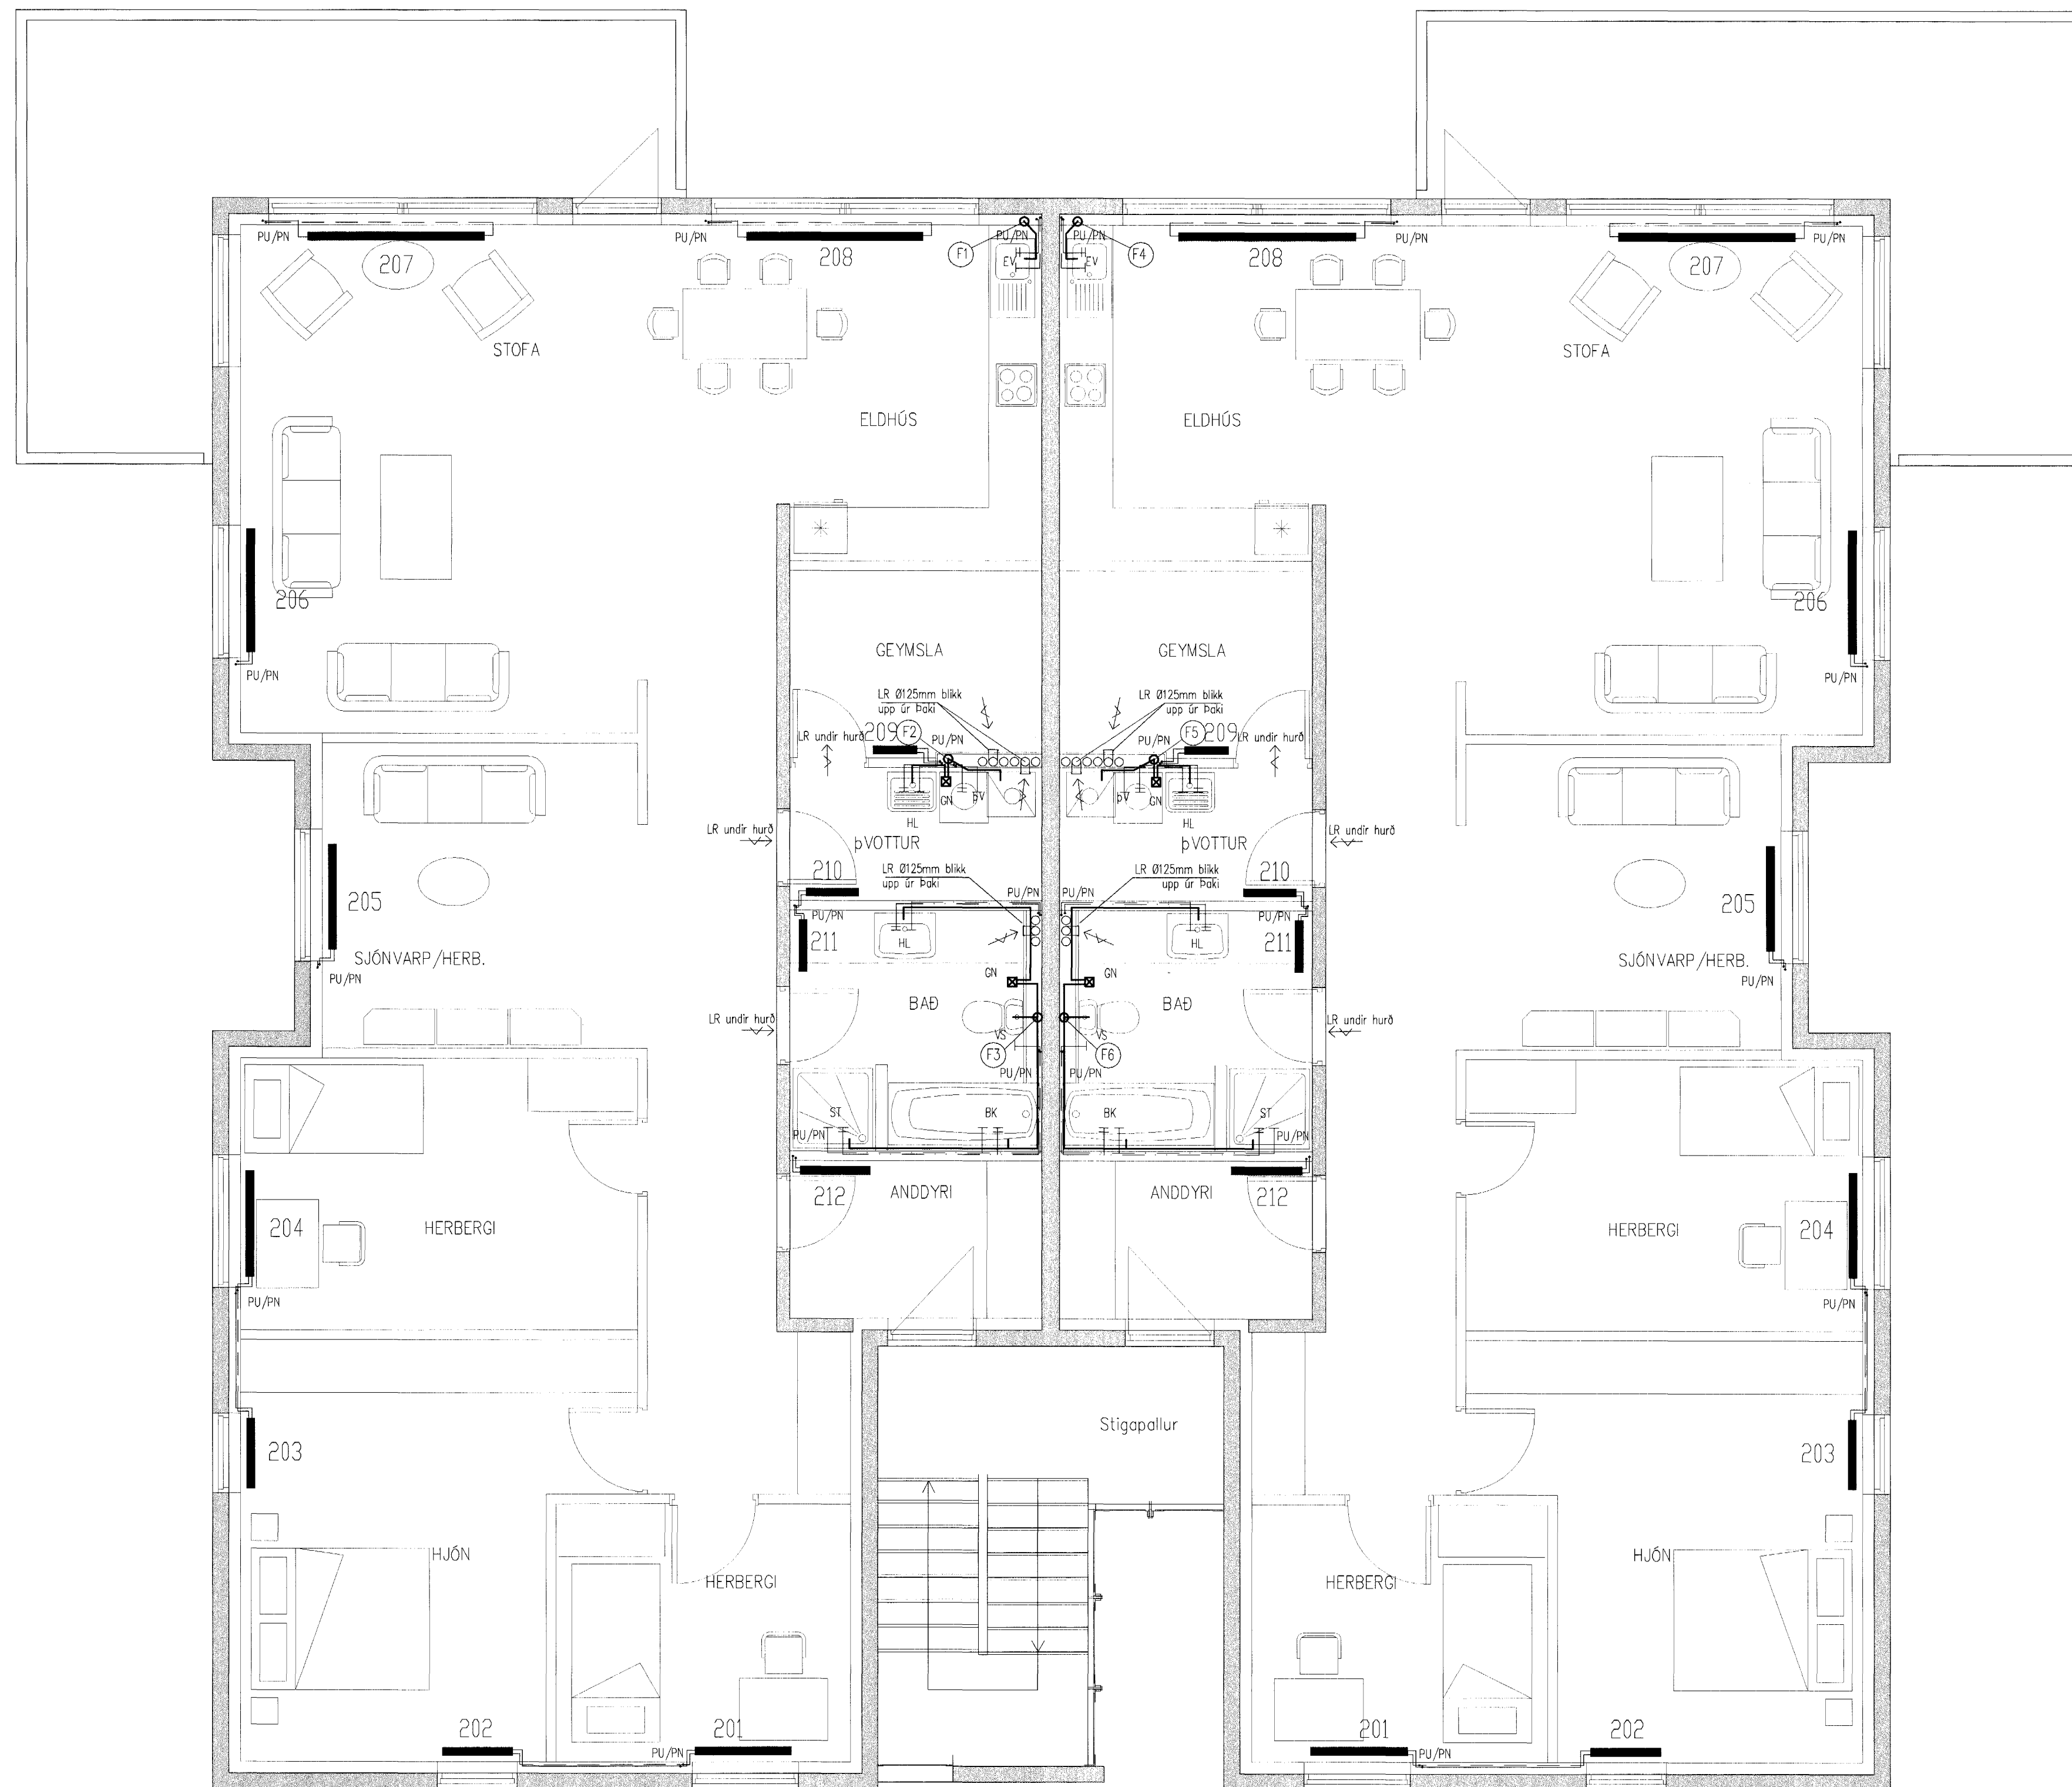 PU/PN
207
PU/PN
208
F1
PU/PN
EV
PU/PN
EV
F4
208
PU/PN
207
PU/PN
STOFA
STOFA
ELDHÚS
ELDHÚS
206
206
PU/PN
PU/PN
GEYMSLA
GEYMSLA
LR Ø125mm blikk
upp úr Þaki
LR Ø125mm blikk
upp úr Þaki
LR undir hurð
209
F2
PU/PN
PU/PN
F5
209
LR undir hurð
GN
ÞV
ÞV
GN
HL
HL
LR undir hurð
ÞVOTTUR
ÞVOTTUR
LR undir hurð
210
LR Ø125mm blikk
upp úr Þaki
LR Ø125mm blikk
upp úr Þaki
210
PU/PN
PU/PN
205
PU/PN
PU/PN
205
211
HL
HL
211
SJÓNVARP/HERB.
SJÓNVARP/HERB.
PU/PN
GN
GN
PU/PN
BAÐ
BAÐ
LR undir hurð
LR undir hurð
VS
F3
F6
PU/PN
PU/PN
ST
BK
BK
ST
PU/PN
PU/PN
212
ANDDYRI
ANDDYRI
212
204
HERBERGI
HERBERGI
204
PU/PN
PU/PN
203
Stigapallur
203
HJÓN
HJÓN
HERBERGI
HERBERGI
202
201
201
202
PU/PN
PU/PN